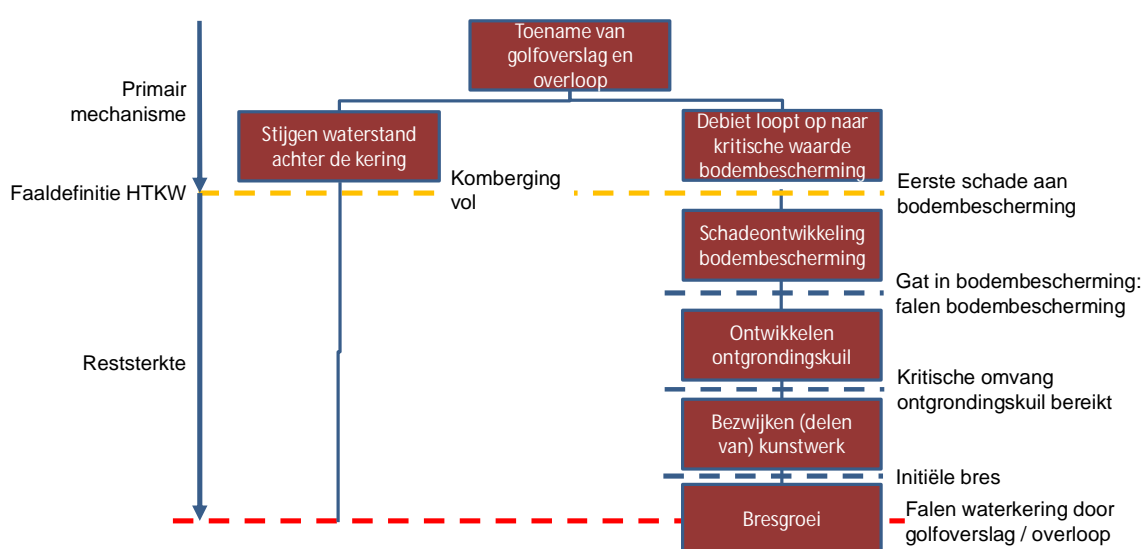 Toename van
golfoverslag en
overloop
Primair
mechanisme
Stijgen waterstand
achter de kering
Debiet loopt op naar
kritische waarde
bodembescherming
Faaldefinitie HTKW
Komberging
vol
Eerste schade aan
bodembescherming
Schadeontwikkeling
bodembescherming
Gat in bodembescherming:
falen bodembescherming
Reststerkte
Ontwikkelen
ontgrondingskuil
Kritische omvang
ontgrondingskuil bereikt
Bezwijken (delen
van) kunstwerk
Initiële bres
Bresgroei
Falen waterkering door
golfoverslag / overloop